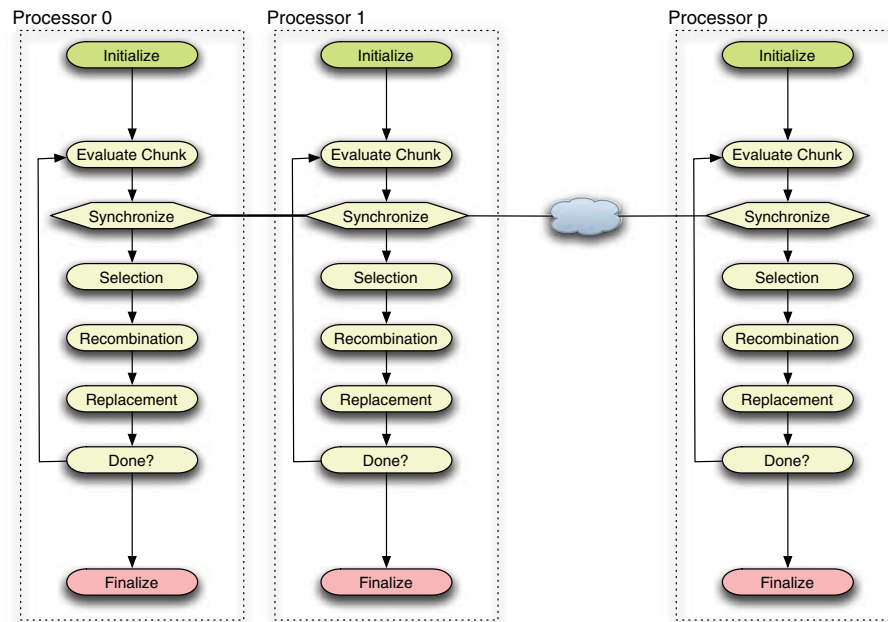 Processor 0
Initialize
Evaluate Chunk
Synchronize
Selection
Recombination
Replacement
Done?
Finalize
Processor 1
Initialize
Evaluate Chunk
Synchronize
Selection
Recombination
Replacement
Done?
Finalize
Processor p
Initialize
Evaluate Chunk
Synchronize
Selection
Recombination
Replacement
Done?
Finalize